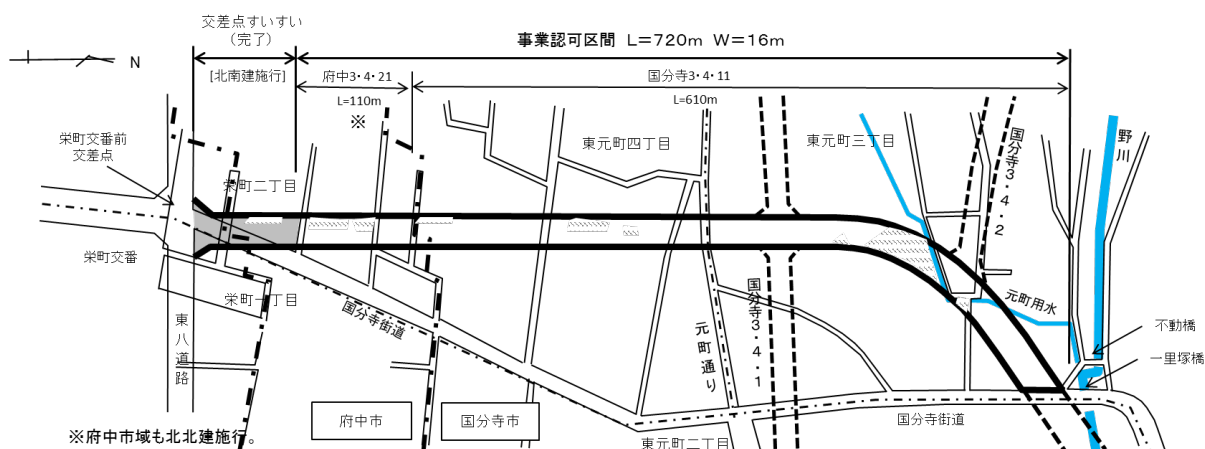 交差点すいすい
（完了）
[北南建施行]
事業認可区間 L=720m W=16m
N
府中3・4・21
L=110m
※
国分寺3・4・11
L=610m
栄町交番前
交差点
栄町二丁目
東元町四丁目
東元町三丁目
国分寺3・4・2
野川
栄町交番
栄町一丁目
国分寺街道
元町通り
国分寺3・4・1
元町用水
不動橋
一里塚橋
東八道路
府中市
国分寺市
国分寺街道
東元町二丁目
※府中市域も北北建施行。